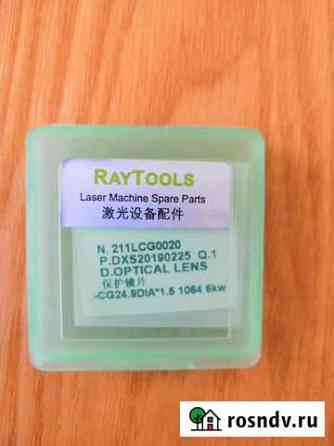 RAYTOOLS
Laser Machine Spare Parts
激光设备配件
N. 211LCG0020
P.DXS20190225 Q.1
D.OPTICAL LENS
保护镜片
-CG24.9DIA*1.5 1064 6kw
rosndv.ru